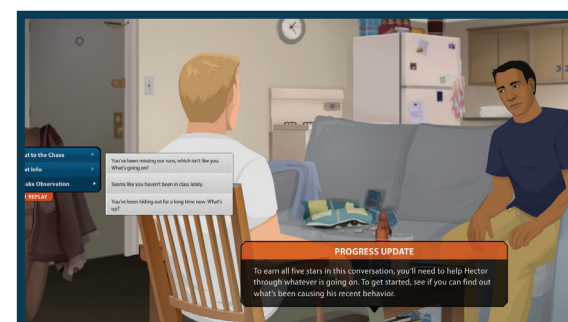 ut to the Chase
et Info
ake Observation
REPLAY
You've been missing our runs, which isn't like you.
What's going on?
Seems like you haven't been in class lately.
You've been hiding out for a long time now. What's
up?
PROGRESS UPDATE
To earn all five stars in this conversation, you'll need to help Hector
through whatever is going on. To get started, see if you can find out
what's been causing his recent behavior.